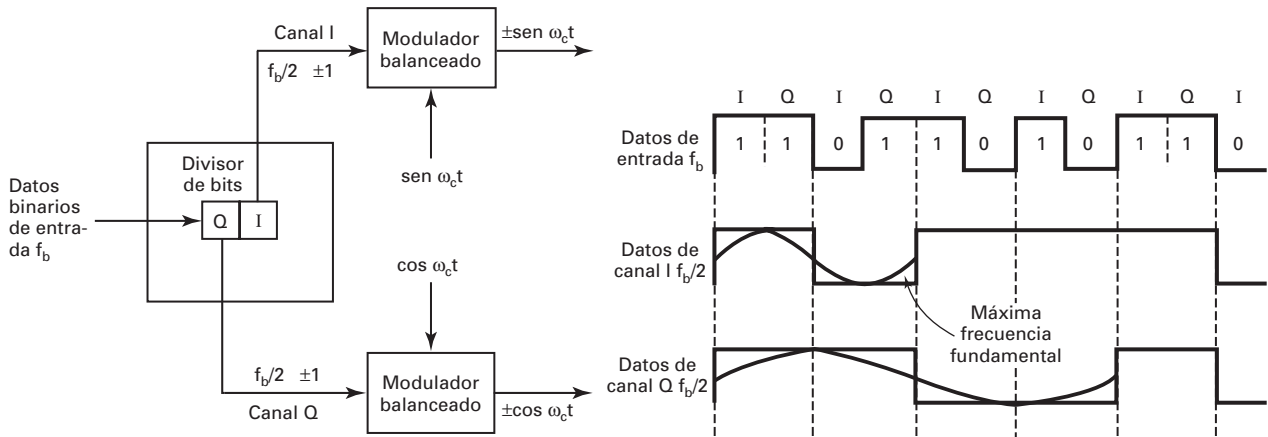 Canal I
f_b/2 ±1
Modulador
balanceado
±sen ω_ct
sen ω_ct
Divisor
de bits
Q I
Datos
binarios
de entra-
da f_b
cos ω_ct
f_b/2 ±1
Canal Q
Modulador
balanceado
±cos ω_ct
I Q I Q I Q I Q I Q I
Datos de
entrada f_b
1 1 0 1 1 0 1 0 1 1 0
Datos de
canal I f_b/2
Máxima
frecuencia
fundamental
Datos de
canal Q f_b/2